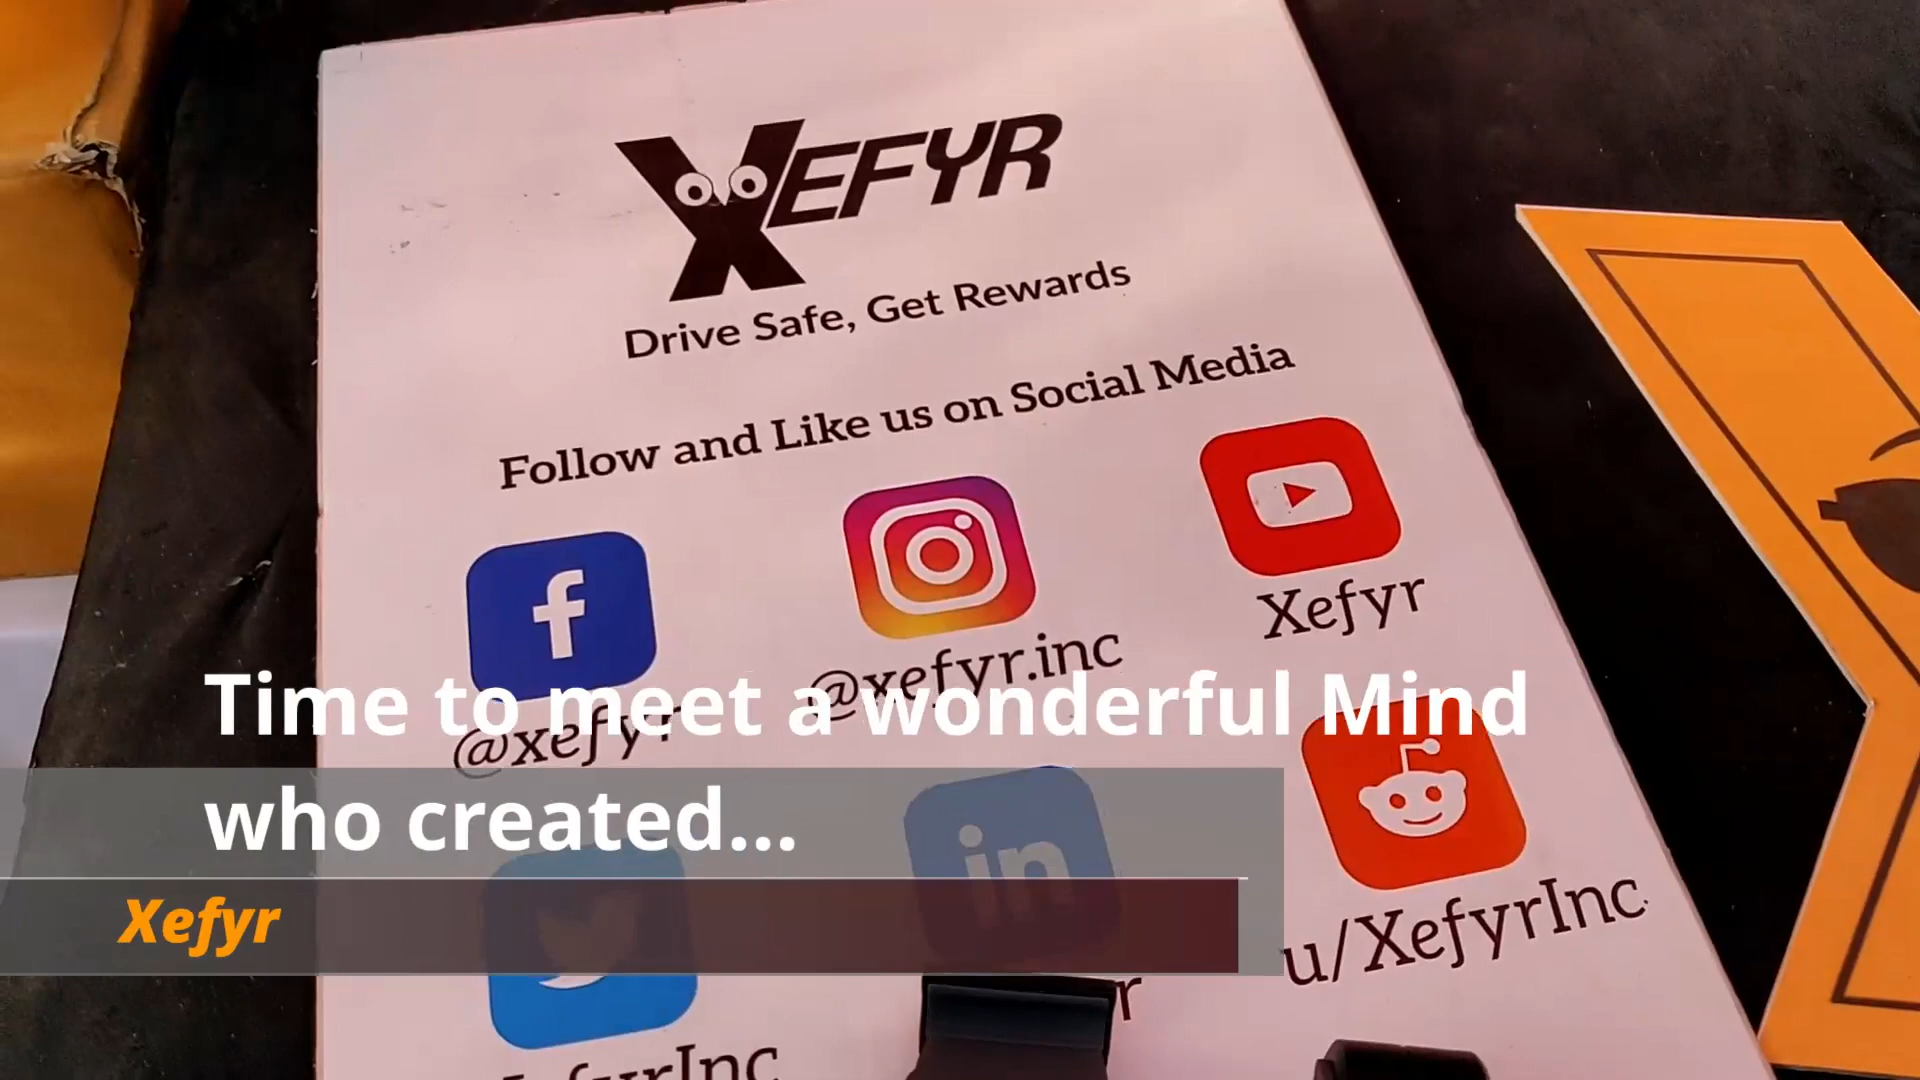 XEFYR
Drive Safe, Get Rewards
Follow and Like us on Social Media
@xefyr
@xefyr.inc
Xefyr
u/XefyrInc
Time to meet a wonderful Mind
who created...
Xefyr